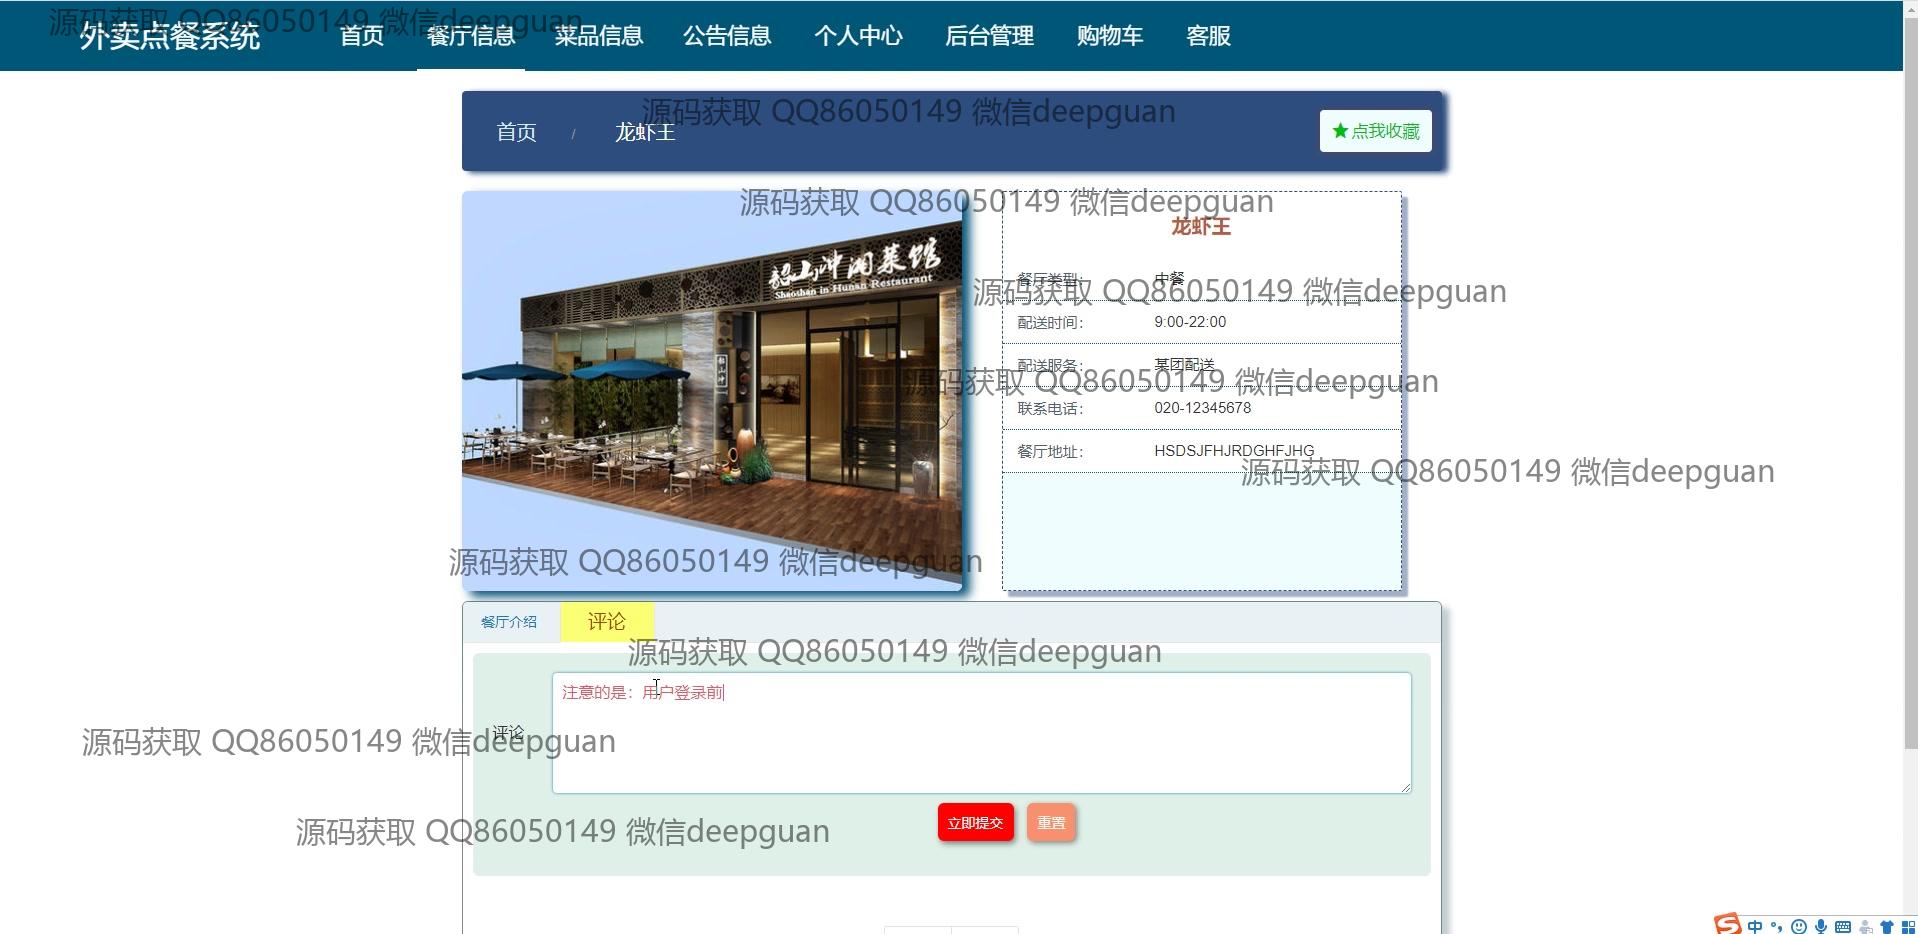 源码获取 QQ86050149 微信deepguan
外卖点餐系统
首页
餐厅信息
菜品信息
公告信息
个人中心
后台管理
购物车
客服
源码获取 QQ86050149 微信deepguan
首页 / 龙虾王
★点我收藏
源码获取 QQ86050149 微信deepguan
韶山冲湘菜馆
Shaoshan in Hunan Restaurant
韶山冲
龙虾王
餐厅类型： 中餐
源码获取 QQ86050149 微信deepguan
配送时间： 9:00-22:00
配送服务： 某团配送
源码获取 QQ86050149 微信deepguan
联系电话： 020-12345678
餐厅地址： HSDSJFHJRDGHFJHG
源码获取 QQ86050149 微信deepguan
源码获取 QQ86050149 微信deepguan
餐厅介绍
评论
源码获取 QQ86050149 微信deepguan
评论
注意的是：用户登录前
源码获取 QQ86050149 微信deepguan
立即提交
重置
源码获取 QQ86050149 微信deepguan
中